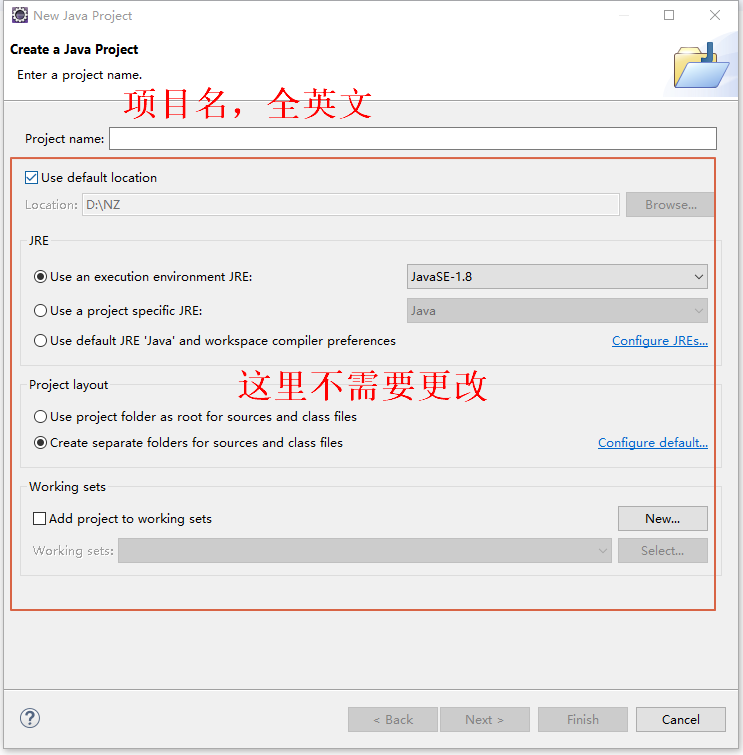 New Java Project
Create a Java Project
Enter a project name.
项目名，全英文
Project name:
Use default location
Location: D:\NZ Browse...
JRE
Use an execution environment JRE: JavaSE-1.8
Use a project specific JRE: Java
Use default JRE 'Java' and workspace compiler preferences Configure JREs...
这里不需要更改
Project layout
Use project folder as root for sources and class files
Create separate folders for sources and class files Configure default...
Working sets
Add project to working sets New...
Working sets: Select...
? < Back Next > Finish Cancel